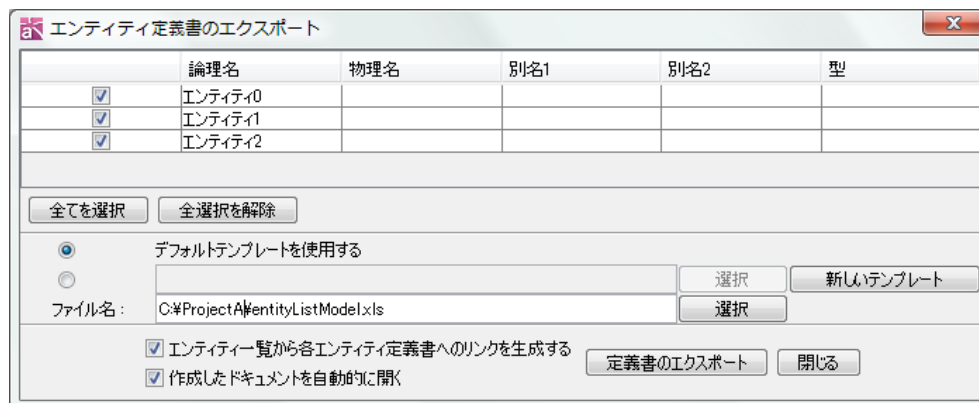 エンティティ定義書のエクスポート
論理名 物理名 別名1 別名2 型
エンティティ0
エンティティ1
エンティティ2
全てを選択 全選択を解除
デフォルトテンプレートを使用する
選択 新しいテンプレート
ファイル名: C:¥ProjectA¥entityListModel.xls 選択
エンティティ一覧から各エンティティ定義書へのリンクを生成する
定義書のエクスポート 閉じる
作成したドキュメントを自動的に開く